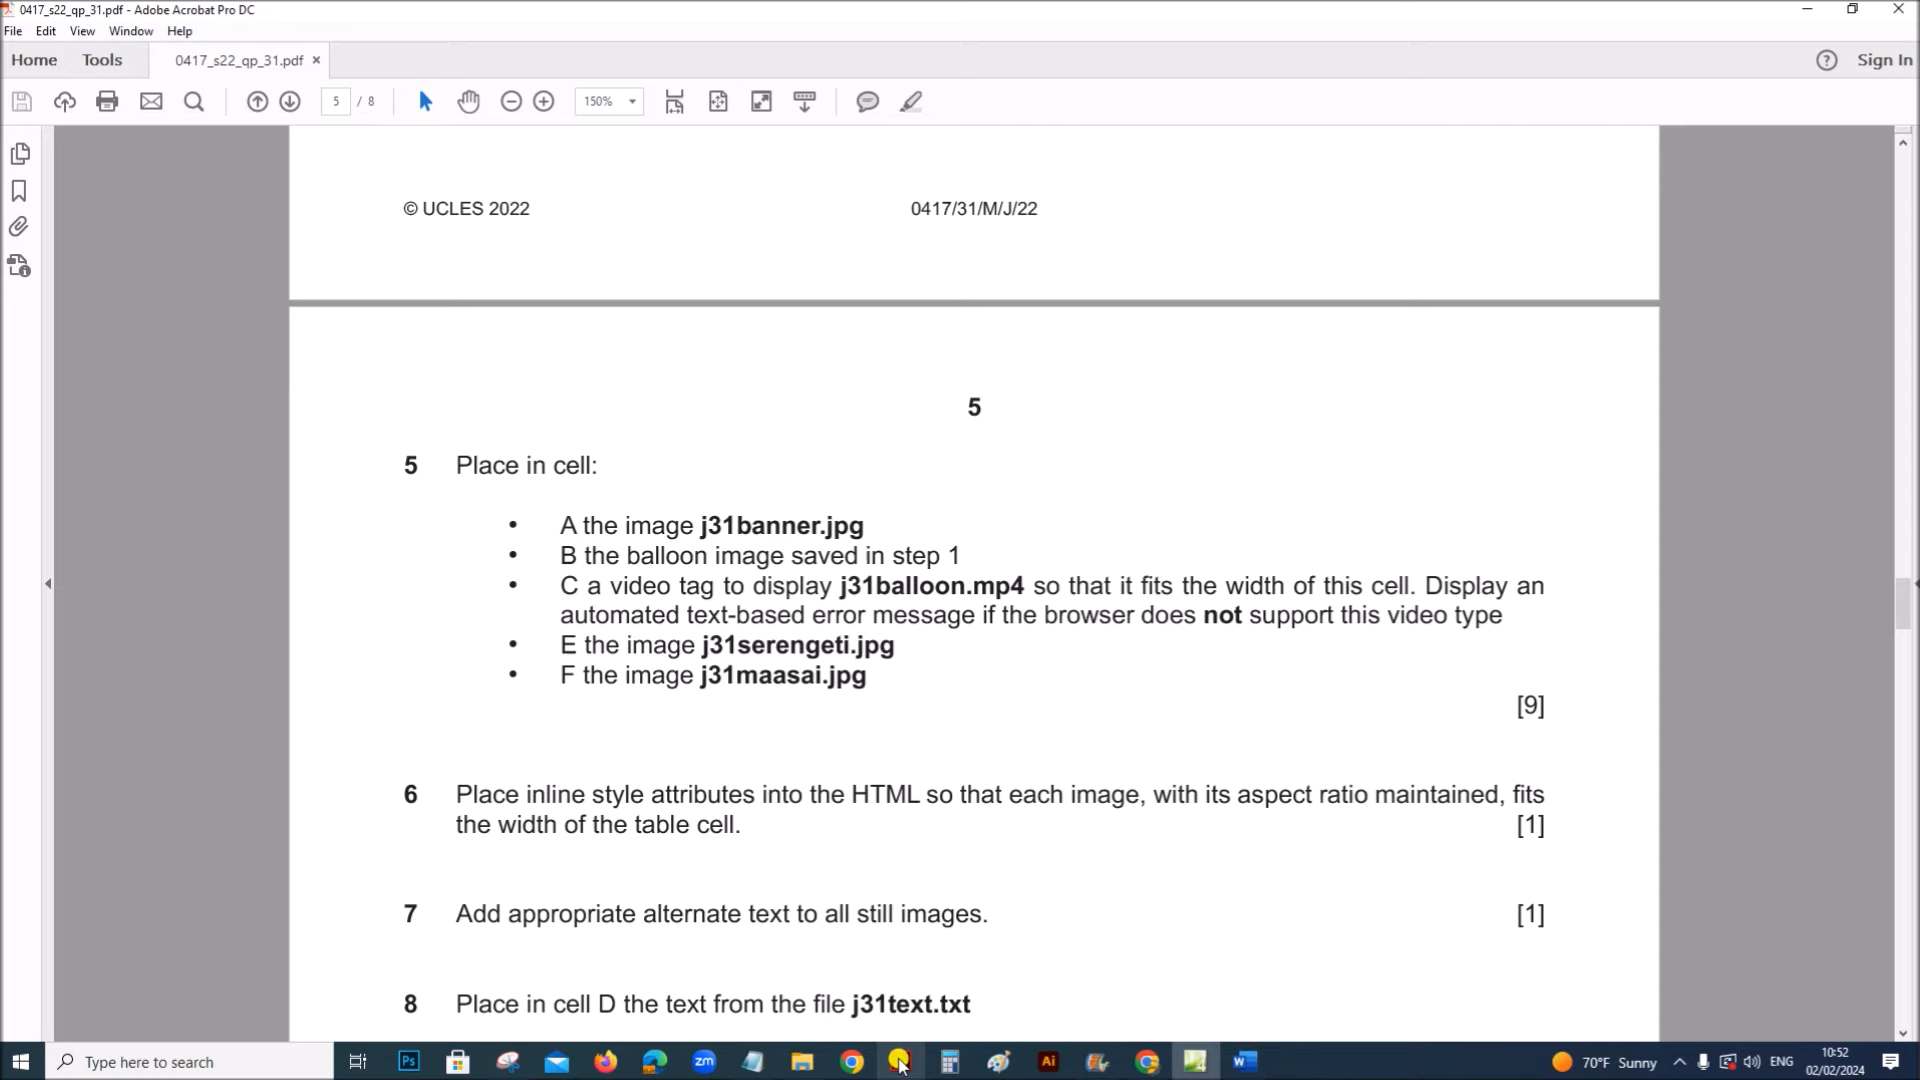 0417_s22_qp_31.pdf - Adobe Acrobat Pro DC
File Edit View Window Help
Home Tools 0417_s22_qp_31.pdf × ? Sign In
5 / 8 150%
© UCLES 2022 0417/31/M/J/22
5
5 Place in cell:
• A the image j31banner.jpg
• B the balloon image saved in step 1
• C a video tag to display j31balloon.mp4 so that it fits the width of this cell. Display an
automated text-based error message if the browser does not support this video type
• E the image j31serengeti.jpg
• F the image j31maasai.jpg
[9]
6 Place inline style attributes into the HTML so that each image, with its aspect ratio maintained, fits
the width of the table cell. [1]
7 Add appropriate alternate text to all still images. [1]
8 Place in cell D the text from the file j31text.txt
Type here to search Ps zm Ai W 70°F Sunny ENG 10:52
02/02/2024